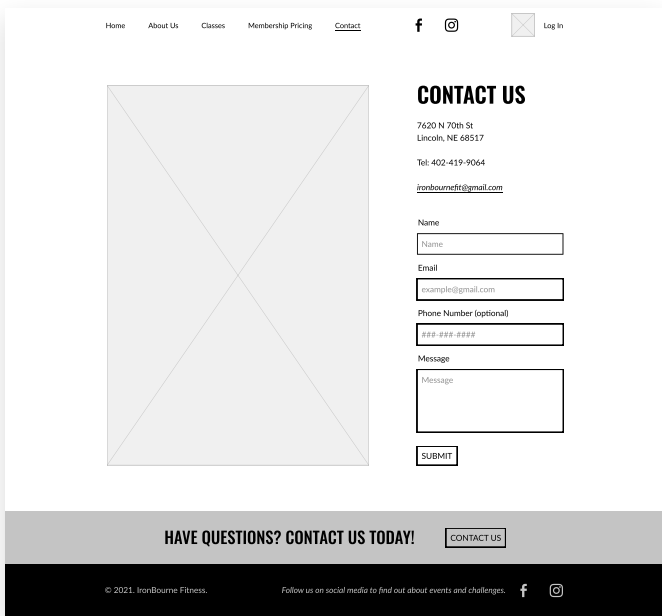 Home About Us Classes Membership Pricing Contact Log In
CONTACT US
7620 N 70th St
Lincoln, NE 68517
Tel: 402-419-9064
ironbournefit@gmail.com
Name
Name
Email
example@gmail.com
Phone Number (optional)
###-###-####
Message
Message
SUBMIT
HAVE QUESTIONS? CONTACT US TODAY! CONTACT US
© 2021. IronBourne Fitness. Follow us on social media to find out about events and challenges.